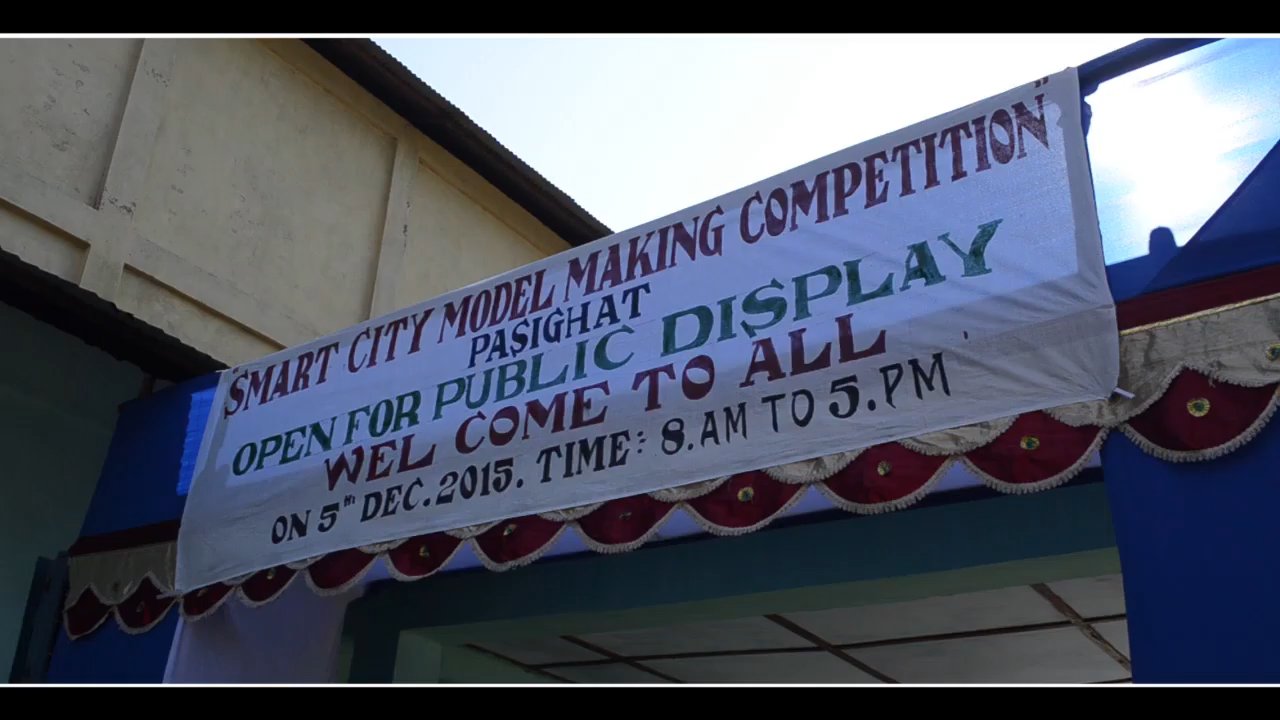 SMART CITY MODEL MAKING COMPETITION"
PASIGHAT
OPEN FOR PUBLIC DISPLAY
WEL COME TO ALL
ON 5th DEC. 2015. TIME: 8.AM TO 5.PM